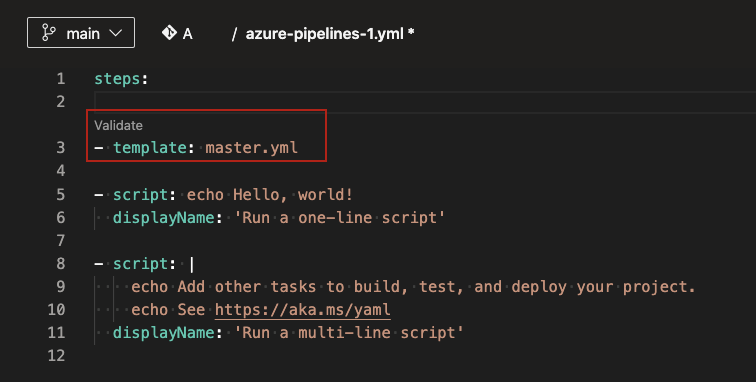 main A / azure-pipelines-1.yml *
1 steps:
2
Validate
3 - template: master.yml
4
5 - script: echo Hello, world!
6 displayName: 'Run a one-line script'
7
8 - script: |
9 echo Add other tasks to build, test, and deploy your project.
10 echo See https://aka.ms/yaml
11 displayName: 'Run a multi-line script'
12